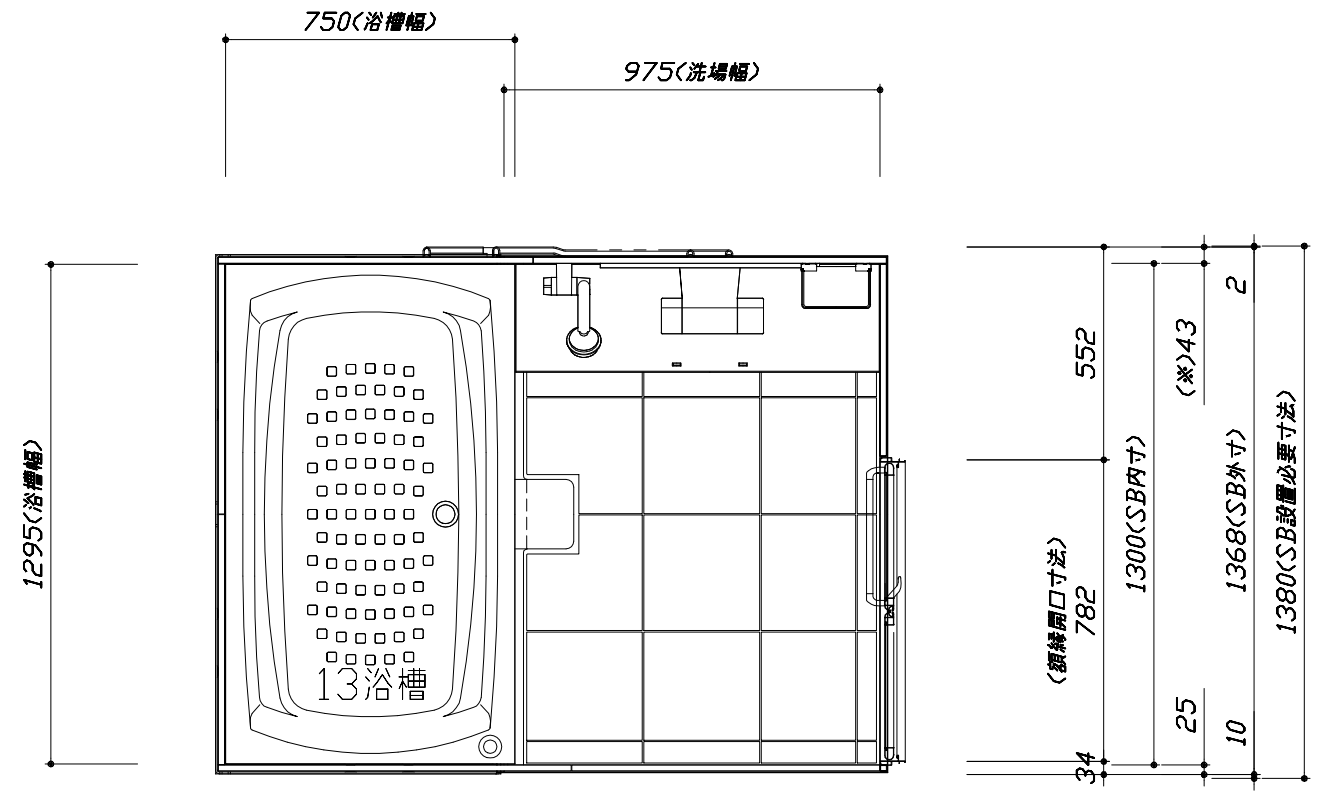 750(浴槽幅)
975(洗場幅)
1295(浴槽幅)
13浴槽
552
(額縁開口寸法)
782
34
1300(SB内寸)
(※)43
25
2
1368(SB外寸)
10
1380(SB設置必要寸法)